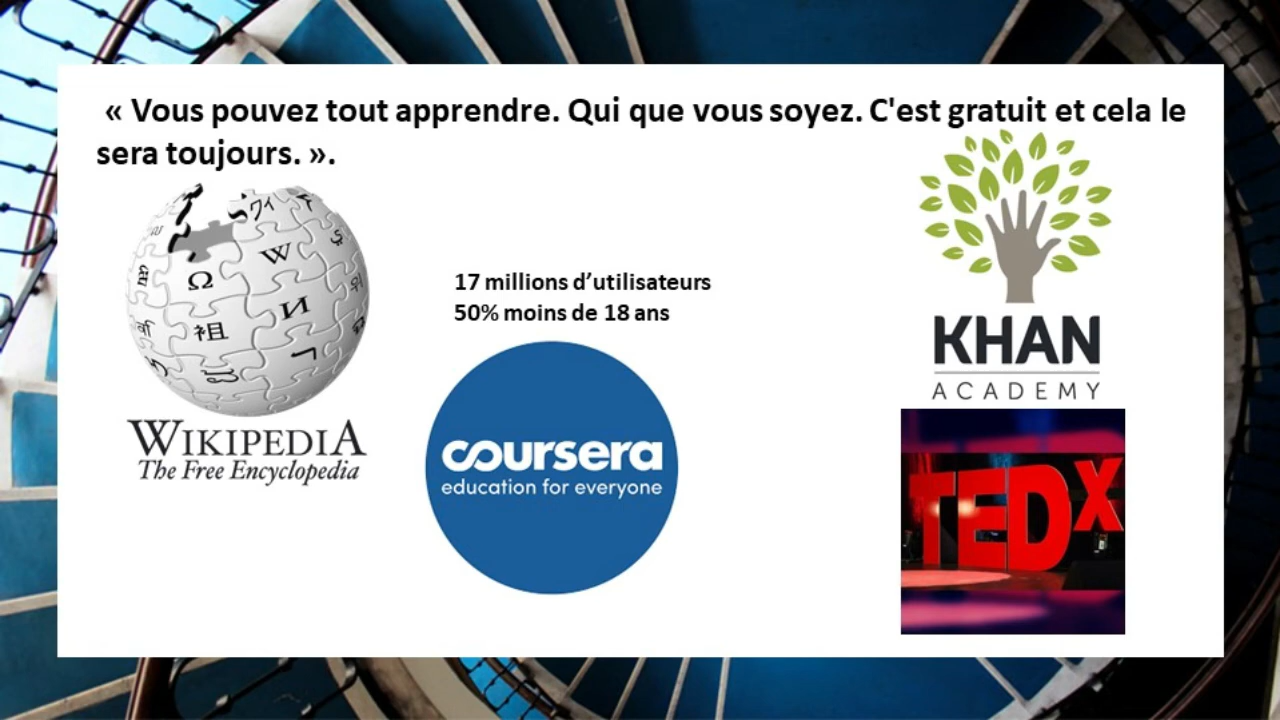 « Vous pouvez tout apprendre. Qui que vous soyez. C'est gratuit et cela le
sera toujours. ».
17 millions d’utilisateurs
50% moins de 18 ans
Ω
W
И
祖
WIKIPEDIA
The Free Encyclopedia
coursera
education for everyone
KHAN
ACADEMY
TEDx